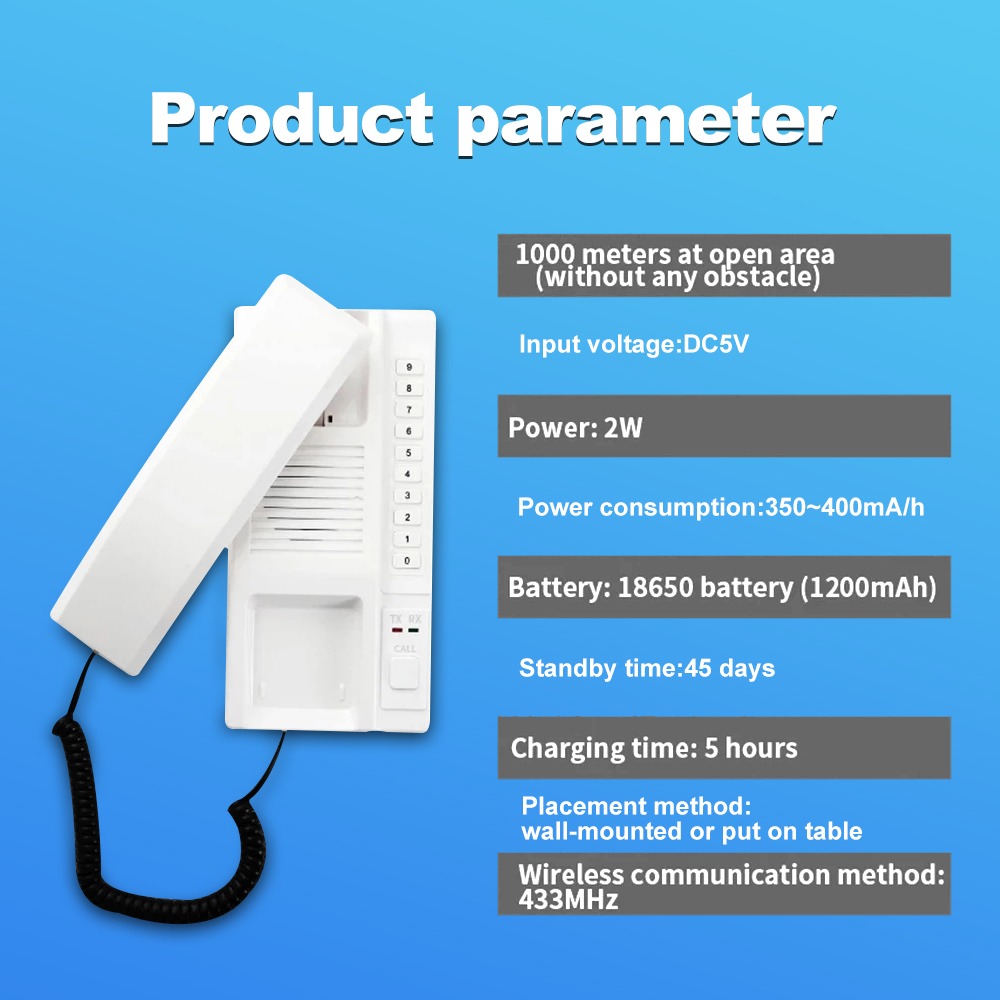 Product parameter
1000 meters at open area
(without any obstacle)
Input voltage:DC5V
Power: 2W
Power consumption:350~400mA/h
Battery: 18650 battery (1200mAh)
Standby time:45 days
Charging time: 5 hours
Placement method:
wall-mounted or put on table
Wireless communication method:
433MHz
9
8
7
6
5
4
3
2
1
0
TX RX
CALL